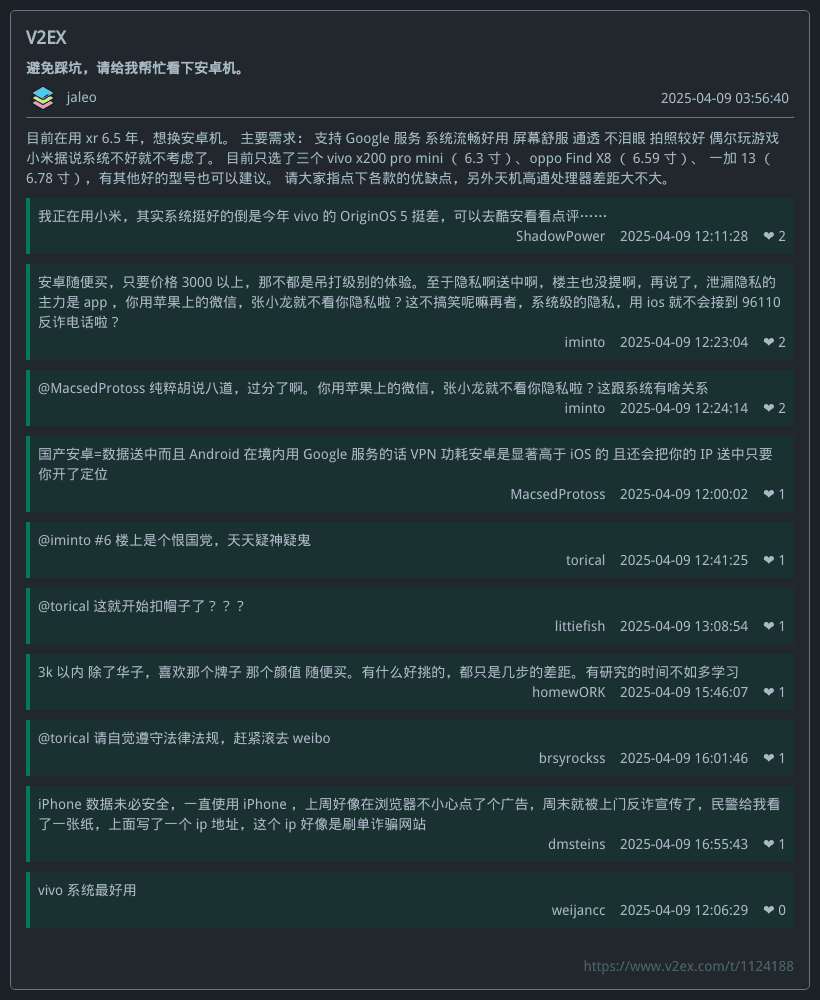 V2EX
避免踩坑，请给我帮忙看下安卓机。
jaleo 2025-04-09 03:56:40
目前在用 xr 6.5 年，想换安卓机。 主要需求： 支持 Google 服务 系统流畅好用 屏幕舒服 通透 不泪眼 拍照较好 偶尔玩游戏
小米据说系统不好就不考虑了。 目前只选了三个 vivo x200 pro mini （ 6.3 寸 ）、oppo Find X8 （ 6.59 寸 ）、 一加 13 （
6.78 寸 ），有其他好的型号也可以建议。 请大家指点下各款的优缺点，另外天机高通处理器差距大不大。
我正在用小米，其实系统挺好的倒是今年 vivo 的 OriginOS 5 挺差，可以去酷安看看点评……
ShadowPower 2025-04-09 12:11:28 ❤ 2
安卓随便买，只要价格 3000 以上，那不都是吊打级别的体验。至于隐私啊送中啊，楼主也没提啊，再说了，泄漏隐私的
主力是 app ，你用苹果上的微信，张小龙就不看你隐私啦？这不搞笑呢嘛再者，系统级的隐私，用 ios 就不会接到 96110
反诈电话啦？
iminto 2025-04-09 12:23:04 ❤ 2
@MacsedProtoss 纯粹胡说八道，过分了啊。你用苹果上的微信，张小龙就不看你隐私啦？这跟系统有啥关系
iminto 2025-04-09 12:24:14 ❤ 2
国产安卓=数据送中而且 Android 在境内用 Google 服务的话 VPN 功耗安卓是显著高于 iOS 的 且还会把你的 IP 送中只要
你开了定位
MacsedProtoss 2025-04-09 12:00:02 ❤ 1
@iminto #6 楼上是个恨国党，天天疑神疑鬼
torical 2025-04-09 12:41:25 ❤ 1
@torical 这就开始扣帽子了？？？
littiefish 2025-04-09 13:08:54 ❤ 1
3k 以内 除了华子，喜欢那个牌子 那个颜值 随便买。有什么好挑的，都只是几步的差距。有研究的时间不如多学习
homewORK 2025-04-09 15:46:07 ❤ 1
@torical 请自觉遵守法律法规，赶紧滚去 weibo
brsyrockss 2025-04-09 16:01:46 ❤ 1
iPhone 数据未必安全，一直使用 iPhone ，上周好像在浏览器不小心点了个广告，周末就被上门反诈宣传了，民警给我看
了一张纸，上面写了一个 ip 地址，这个 ip 好像是刷单诈骗网站
dmsteins 2025-04-09 16:55:43 ❤ 1
vivo 系统最好用
weijancc 2025-04-09 12:06:29 ❤ 0
https://www.v2ex.com/t/1124188